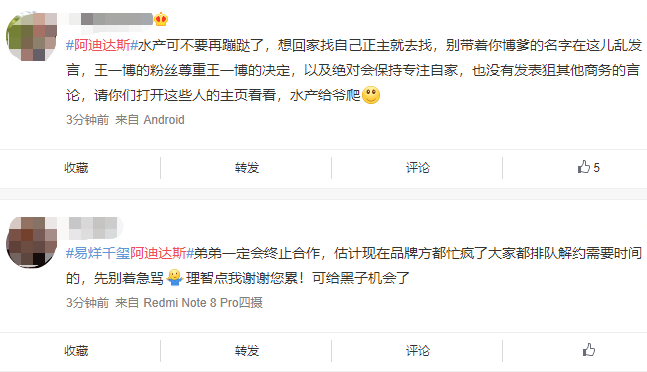 #阿迪达斯#水产可不要再蹦跶了，想回家找自己正主就去找，别带着你博爹的名字在这儿乱发
言，王一博的粉丝尊重王一博的决定，以及绝对会保持专注自家，也没有发表狙其他商务的言
论，请你们打开这些人的主页看看，水产给爷爬
3分钟前 来自 Android
收藏 转发 评论 5
#易烊千玺阿迪达斯#弟弟一定会终止合作，估计现在品牌方都忙疯了大家都排队解约需要时间
的，先别着急骂 理智点我谢谢您累！可给黑子机会了
3分钟前 来自 Redmi Note 8 Pro四摄
收藏 转发 评论